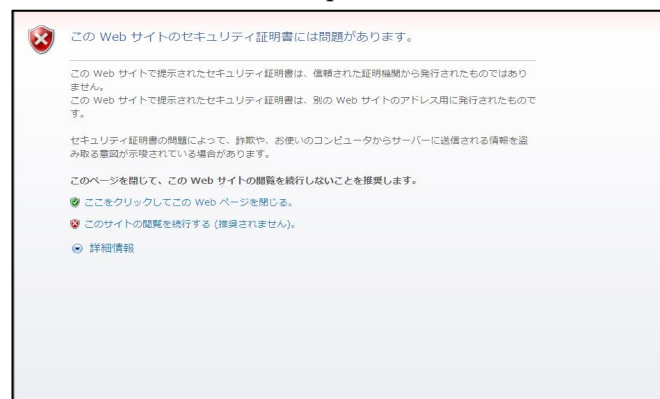 この Web サイトのセキュリティ証明書には問題があります。
この Web サイトで提示されたセキュリティ証明書は、信頼された証明機関から発行されたものではあり
ません。
この Web サイトで提示されたセキュリティ証明書は、別の Web サイトのアドレス用に発行されたもので
す。
セキュリティ証明書の問題によって、詐欺や、お使いのコンピュータからサーバーに送信される情報を盗
み取る意図が示唆されている場合があります。
このページを閉じて、この Web サイトの閲覧を続行しないことを推奨します。
ここをクリックしてこの Web ページを閉じる。
このサイトの閲覧を続行する (推奨されません)。
詳細情報